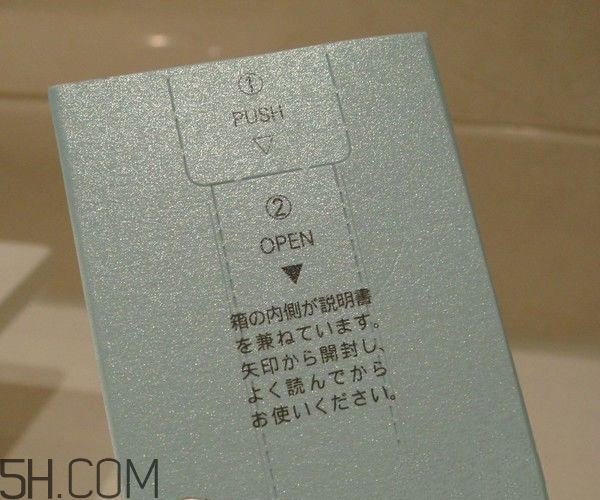 ①
PUSH
▽
②
OPEN
▼
箱の内側が説明書
を兼ねています。
矢印から開封し、
よく読んでから
お使いください。
5H.COM